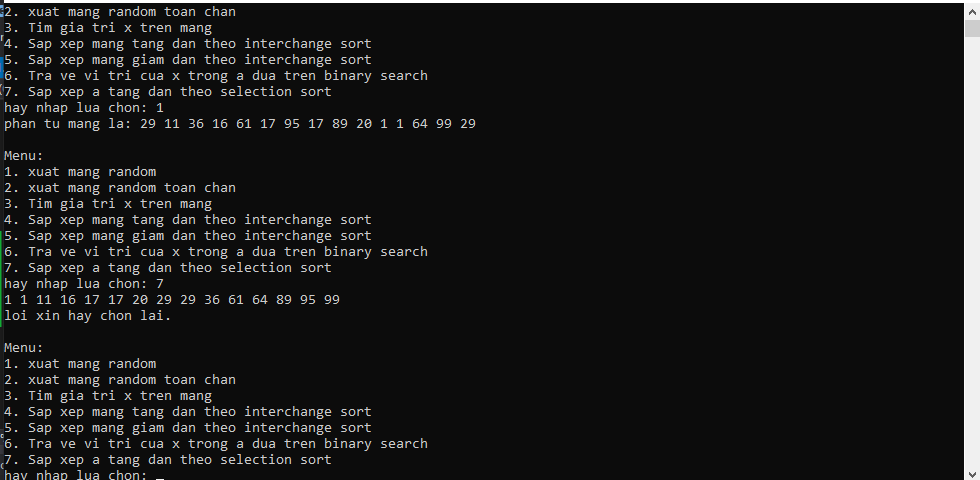 2. xuat mang random toan chan
3. Tim gia tri x tren mang
4. Sap xep mang tang dan theo interchange sort
5. Sap xep mang giam dan theo interchange sort
6. Tra ve vi tri cua x trong a dua tren binary search
7. Sap xep a tang dan theo selection sort
hay nhap lua chon: 1
phan tu mang la: 29 11 36 16 61 17 95 17 89 20 1 1 64 99 29

Menu:
1. xuat mang random
2. xuat mang random toan chan
3. Tim gia tri x tren mang
4. Sap xep mang tang dan theo interchange sort
5. Sap xep mang giam dan theo interchange sort
6. Tra ve vi tri cua x trong a dua tren binary search
7. Sap xep a tang dan theo selection sort
hay nhap lua chon: 7
1 1 11 16 17 17 20 29 29 36 61 64 89 95 99
loi xin hay chon lai.

Menu:
1. xuat mang random
2. xuat mang random toan chan
3. Tim gia tri x tren mang
4. Sap xep mang tang dan theo interchange sort
5. Sap xep mang giam dan theo interchange sort
6. Tra ve vi tri cua x trong a dua tren binary search
7. Sap xep a tang dan theo selection sort
hay nhap lua chon: